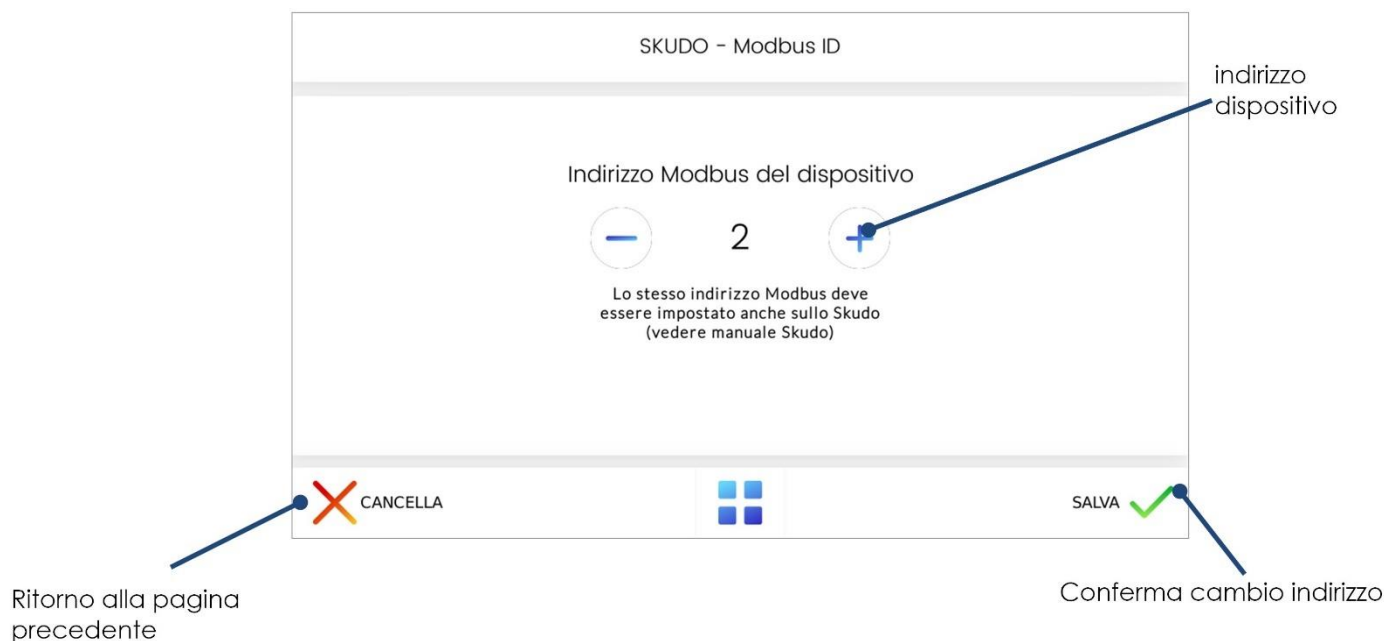 SKUDO - Modbus ID
indirizzo
dispositivo
Indirizzo Modbus del dispositivo
2
Lo stesso indirizzo Modbus deve
essere impostato anche sullo Skudo
(vedere manuale Skudo)
CANCELLA
SALVA
Ritorno alla pagina
precedente
Conferma cambio indirizzo